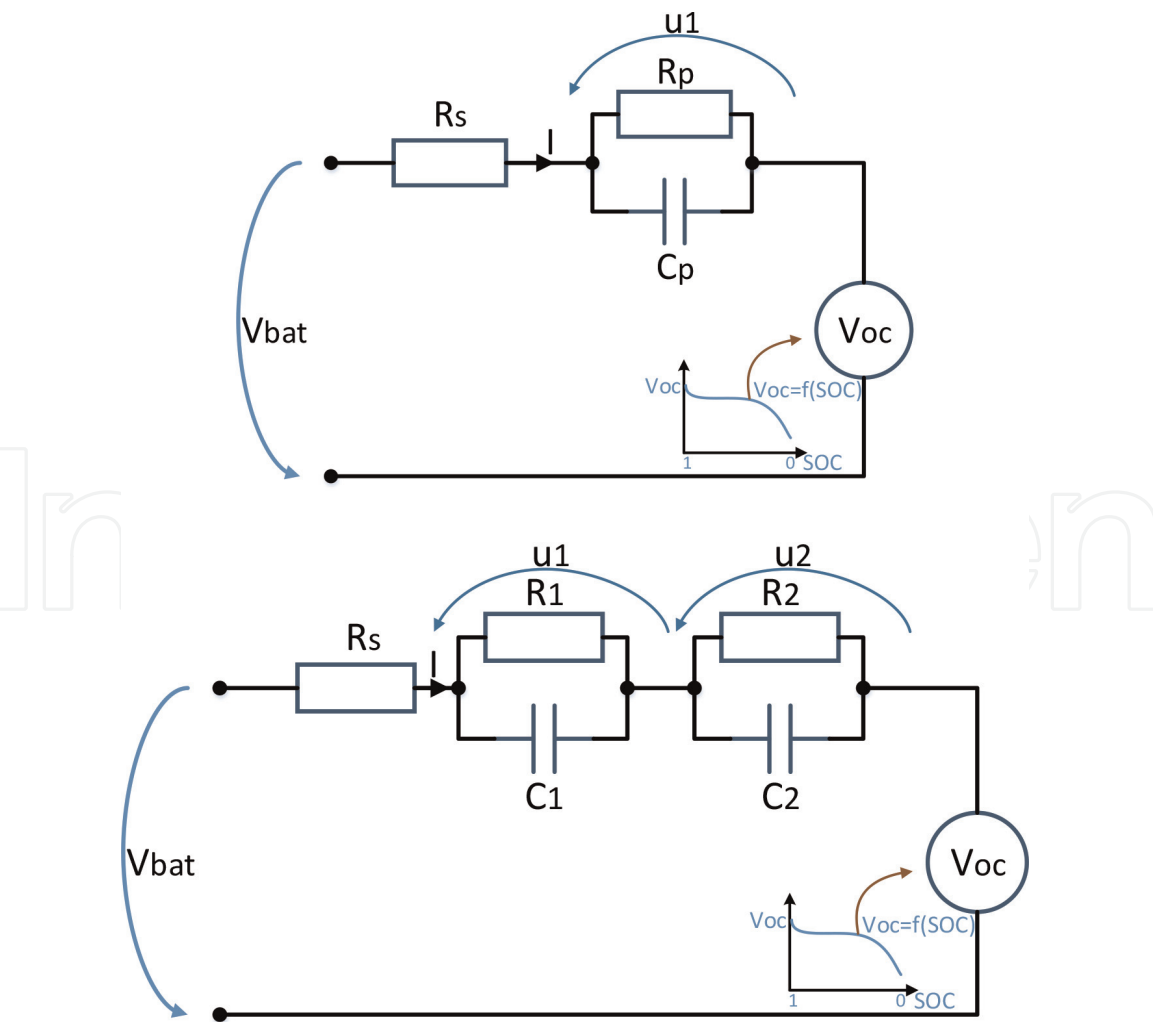 u1
Rp
Rs
I
Cp
Vbat
Voc
Voc
Voc=f(SOC)
1
0
SOC
u1
u2
R1
R2
Rs
I
C1
C2
Vbat
Voc
Voc
Voc=f(SOC)
1
0
SOC